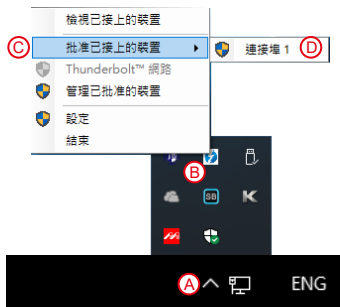 檢視已接上的裝置
C 批准已接上的裝置 連接埠 1 D
Thunderbolt™ 網路
管理已批准的裝置
設定
結束
B
SB K
A ENG